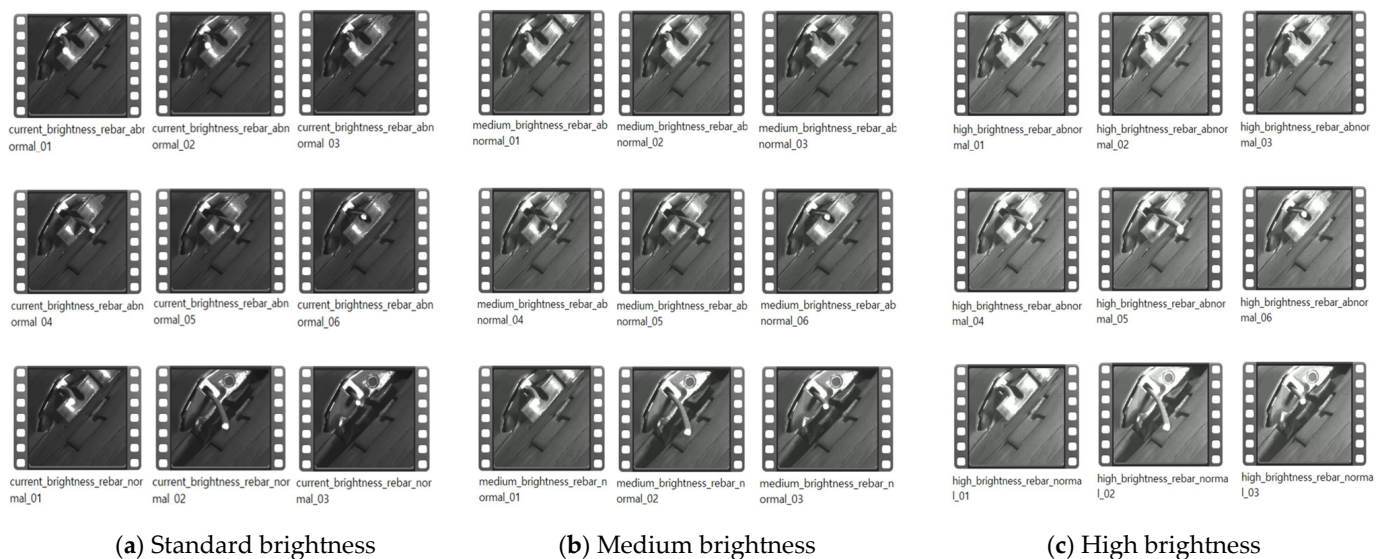 current_brightness_rebar_abn
ormal_01
current_brightness_rebar_abn
ormal_02
current_brightness_rebar_abn
ormal_03
medium_brightness_rebar_ab
normal_01
medium_brightness_rebar_ab
normal_02
medium_brightness_rebar_ab
normal_03
high_brightness_rebar_abnor
mal_01
high_brightness_rebar_abnor
mal_02
high_brightness_rebar_abnor
mal_03
current_brightness_rebar_abn
ormal_04
current_brightness_rebar_abn
ormal_05
current_brightness_rebar_abn
ormal_06
medium_brightness_rebar_ab
normal_04
medium_brightness_rebar_ab
normal_05
medium_brightness_rebar_ab
normal_06
high_brightness_rebar_abnor
mal_04
high_brightness_rebar_abnor
mal_05
high_brightness_rebar_abnor
mal_06
current_brightness_rebar_nor
mal_01
current_brightness_rebar_nor
mal_02
current_brightness_rebar_nor
mal_03
medium_brightness_rebar_n
ormal_01
medium_brightness_rebar_n
ormal_02
medium_brightness_rebar_n
ormal_03
high_brightness_rebar_normal
_01
high_brightness_rebar_norma
l_02
high_brightness_rebar_norma
l_03
(a) Standard brightness
(b) Medium brightness
(c) High brightness